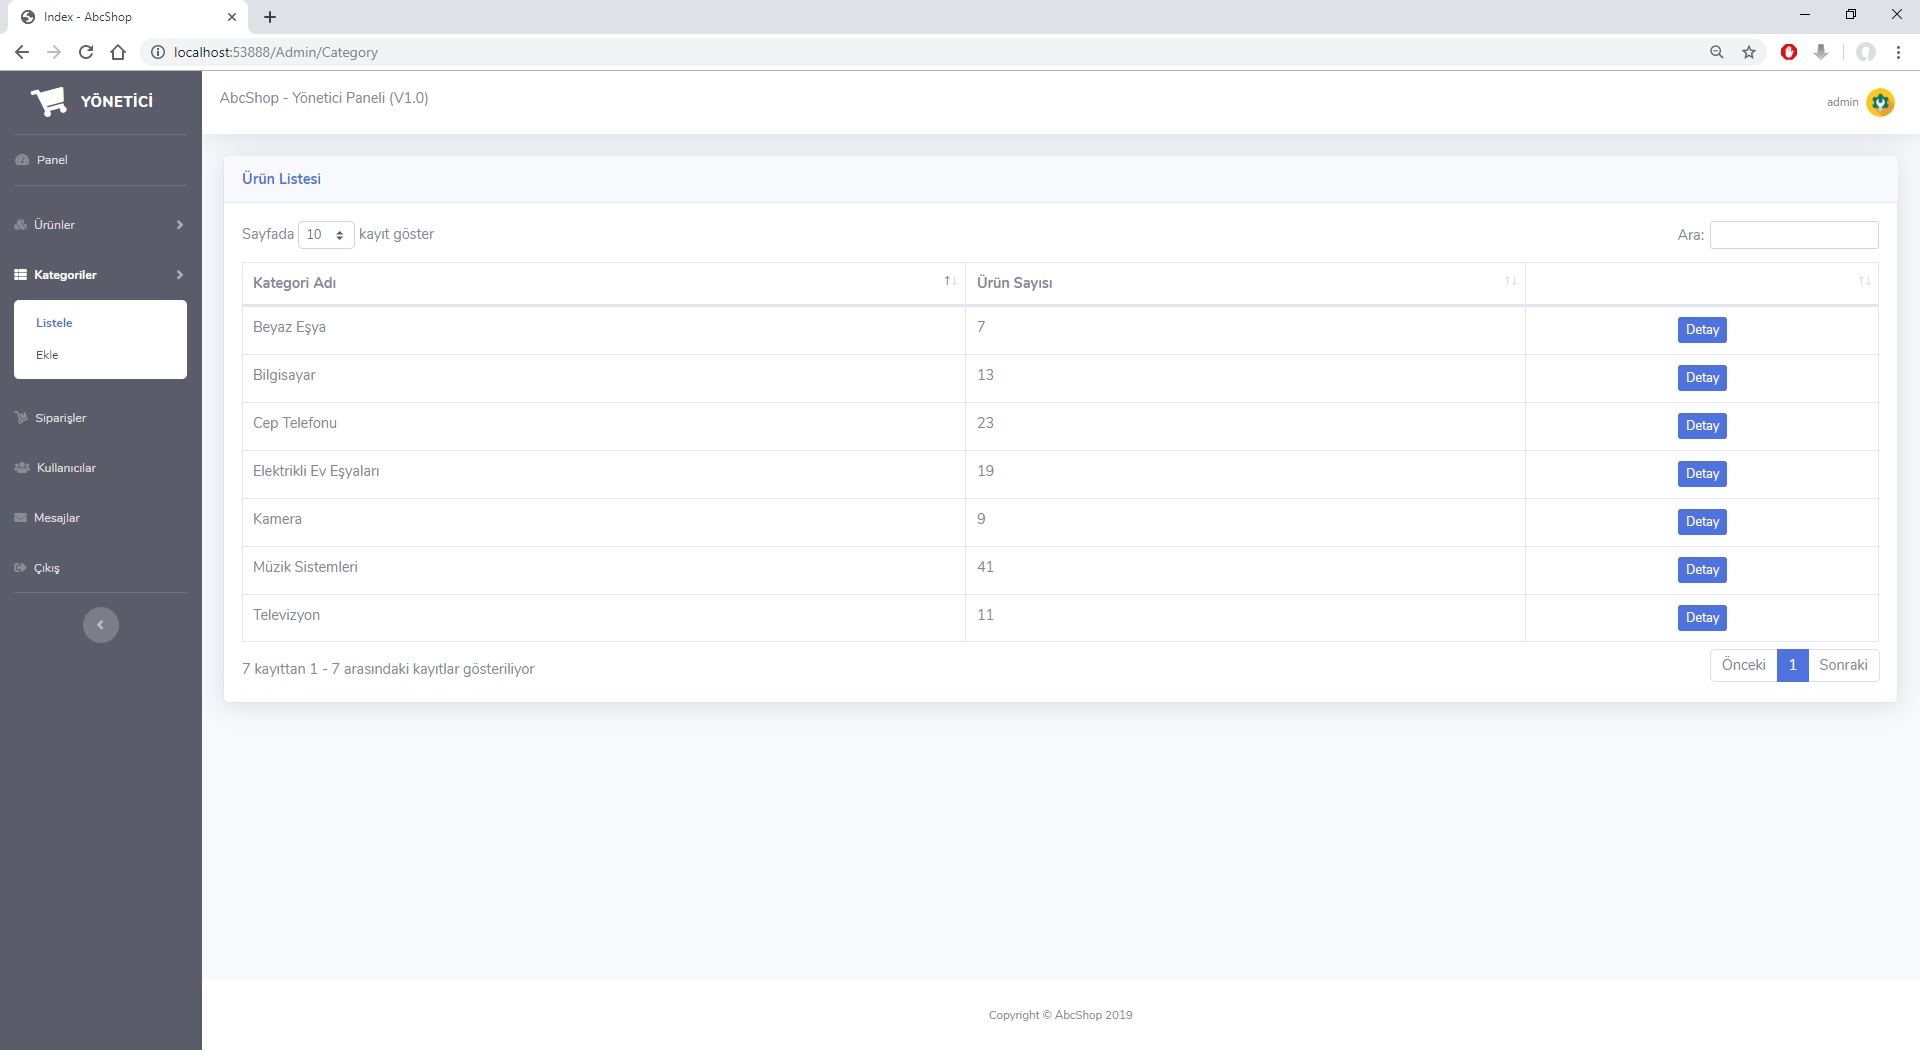 Index - AbcShop
localhost:53888/Admin/Category
YÖNETİCİ
AbcShop - Yönetici Paneli (V1.0)
admin
Panel
Ürünler
Kategoriler
Listele
Ekle
Siparişler
Kullanıcılar
Mesajlar
Çıkış
Ürün Listesi
Sayfada 10 kayıt göster
Ara:
Kategori Adı Ürün Sayısı
Beyaz Eşya 7 Detay
Bilgisayar 13 Detay
Cep Telefonu 23 Detay
Elektrikli Ev Eşyaları 19 Detay
Kamera 9 Detay
Müzik Sistemleri 41 Detay
Televizyon 11 Detay
7 kayıttan 1 - 7 arasındaki kayıtlar gösteriliyor
Önceki 1 Sonraki
Copyright © AbcShop 2019